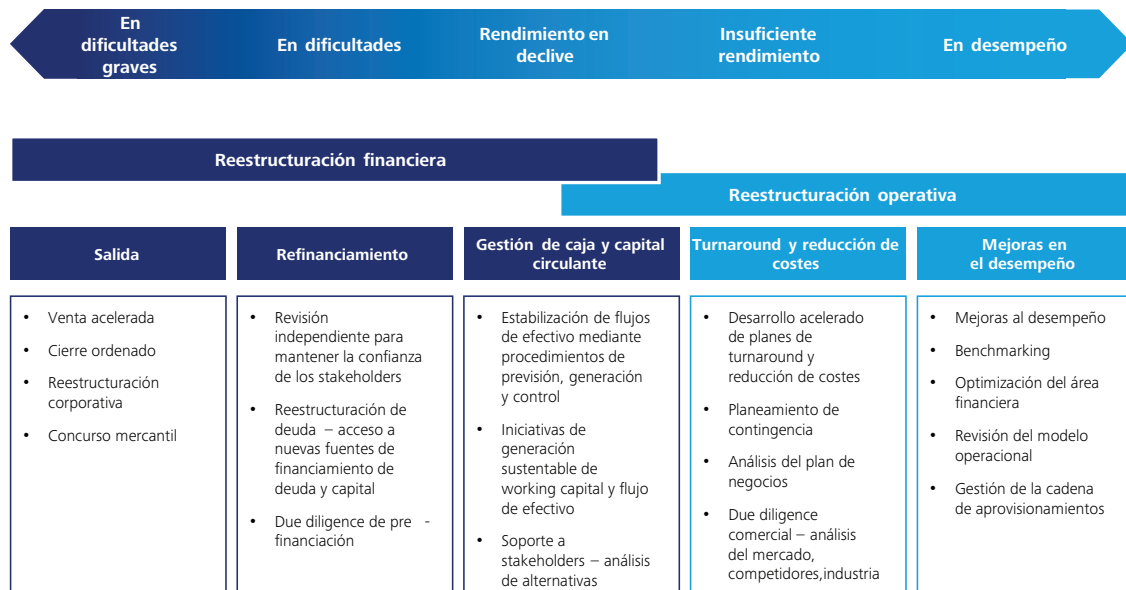 En
dificultades
graves
En dificultades
Rendimiento en
declive
Insuficiente
rendimiento
En desempeño
Reestructuración financiera
Reestructuración operativa
Salida
• Venta acelerada
• Cierre ordenado
• Reestructuración
corporativa
• Concurso mercantil
Refinanciamiento
• Revisión
independiente para
mantener la confianza
de los stakeholders
• Reestructuración de
deuda – acceso a
nuevas fuentes de
financiamiento de
deuda y capital
• Due diligence de pre -
financiación
Gestión de caja y capital
circulante
• Estabilización de flujos
de efectivo mediante
procedimientos de
previsión, generación
y control
• Iniciativas de
generación
sustentable de
working capital y flujo
de efectivo
• Soporte a
stakeholders – análisis
de alternativas
Turnaround y reducción de
costes
• Desarrollo acelerado
de planes de
turnaround y
reducción de costes
• Planeamiento de
contingencia
• Análisis del plan de
negocios
• Due diligence
comercial – análisis
del mercado,
competidores,industria
Mejoras en
el desempeño
• Mejoras al desempeño
• Benchmarking
• Optimización del área
financiera
• Revisión del modelo
operacional
• Gestión de la cadena
de aprovisionamientos